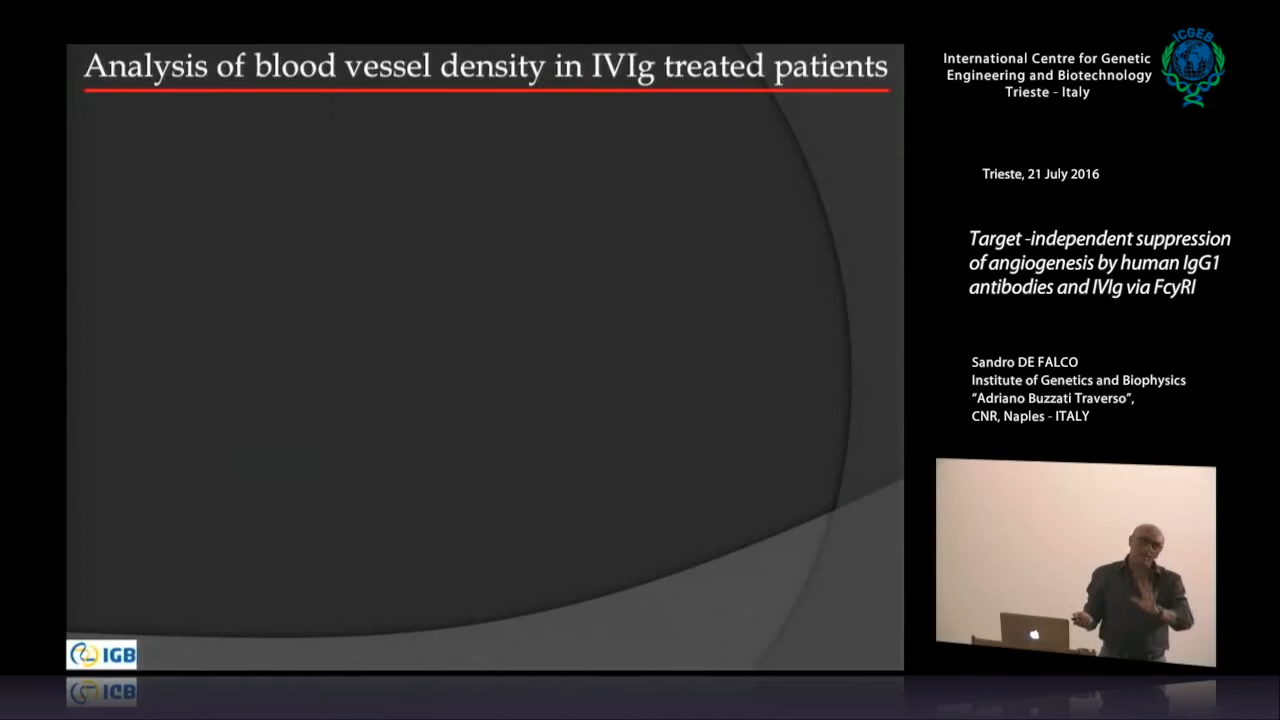 Analysis of blood vessel density in IVIg treated patients
IGB
ICGEB
International Centre for Genetic
Engineering and Biotechnology
Trieste - Italy
Trieste, 21 July 2016
Target -independent suppression
of angiogenesis by human IgG1
antibodies and IVIg via FcyRI
Sandro DE FALCO
Institute of Genetics and Biophysics
“Adriano Buzzati Traverso”,
CNR, Naples - ITALY